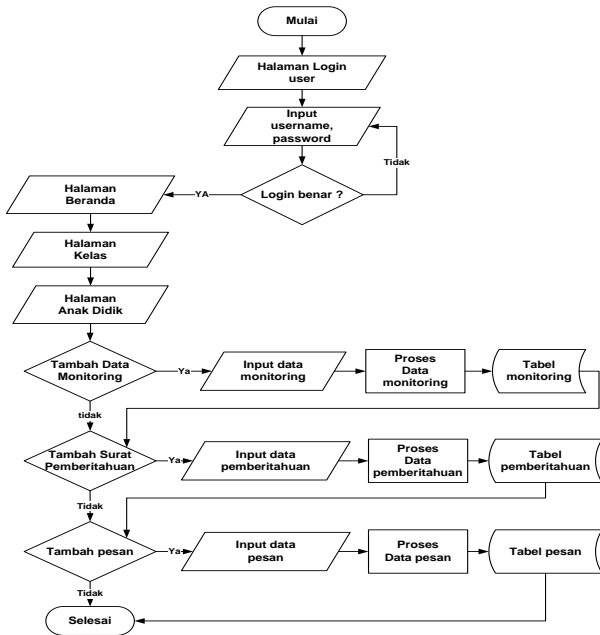 Mulai
Halaman Login
user
Input
username,
password
Tidak
Login benar ?
YA
Halaman
Beranda
Halaman
Kelas
Halaman
Anak Didik
Tambah Data
Monitoring
Ya
Input data
monitoring
Proses
Data
monitoring
Tabel
monitoring
tidak
Tambah Surat
Pemberitahuan
Ya
Input data
pemberitahuan
Proses
Data
pemberitahuan
Tabel
pemberitahuan
Tidak
Tambah pesan
Ya
Input data
pesan
Proses
Data pesan
Tabel pesan
Tidak
Selesai